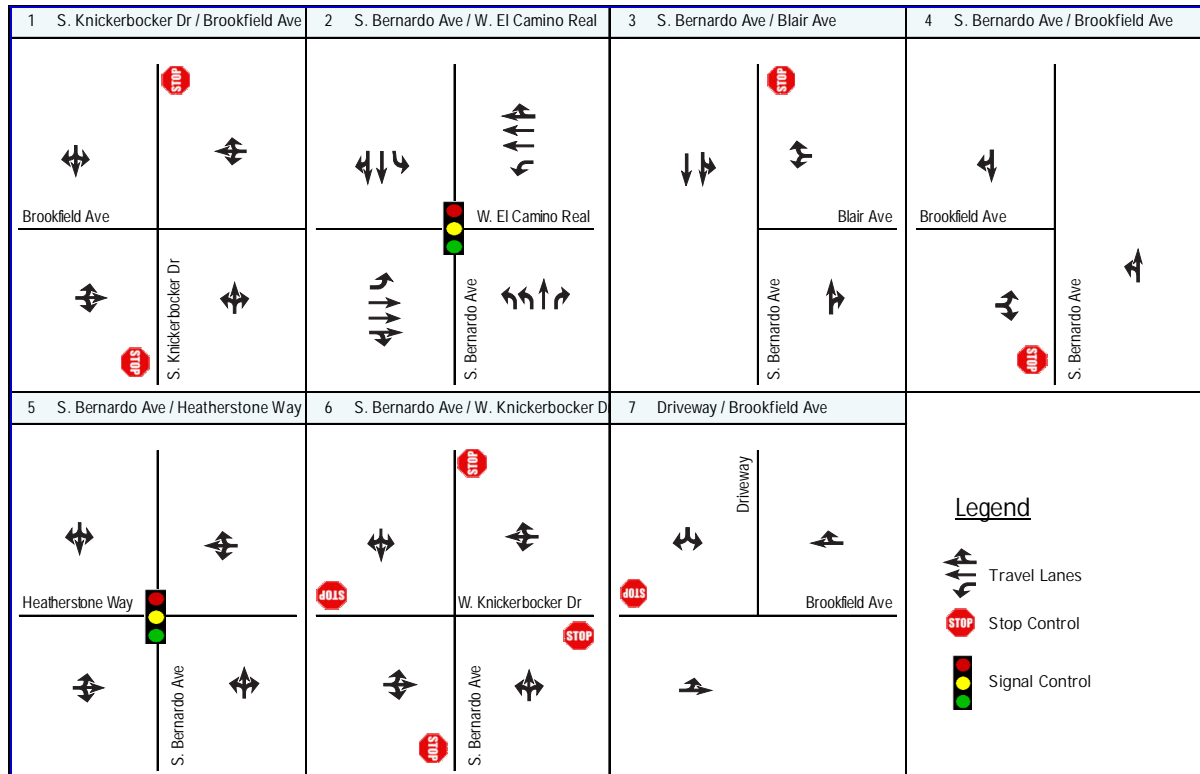 1 S. Knickerbocker Dr / Brookfield Ave
STOP
Brookfield Ave
S. Knickerbocker Dr
STOP
2 S. Bernardo Ave / W. El Camino Real
W. El Camino Real
S. Bernardo Ave
3 S. Bernardo Ave / Blair Ave
STOP
Blair Ave
S. Bernardo Ave
4 S. Bernardo Ave / Brookfield Ave
Brookfield Ave
S. Bernardo Ave
STOP
5 S. Bernardo Ave / Heatherstone Way
Heatherstone Way
S. Bernardo Ave
6 S. Bernardo Ave / W. Knickerbocker D
STOP
STOP
W. Knickerbocker Dr
STOP
S. Bernardo Ave
STOP
7 Driveway / Brookfield Ave
Driveway
STOP
Brookfield Ave
Legend
Travel Lanes
STOP Stop Control
Signal Control